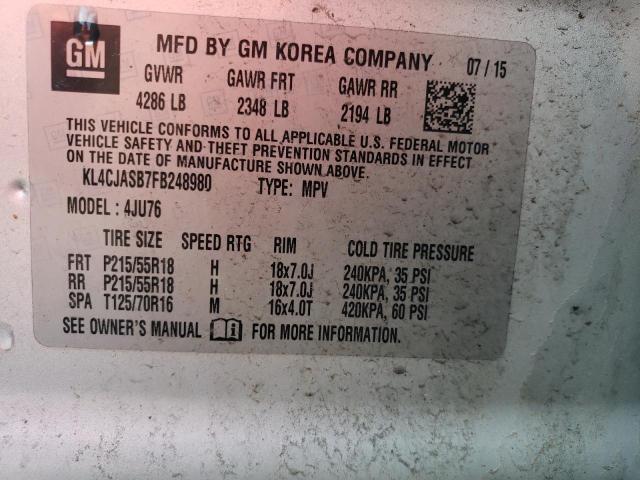 GM MFD BY GM KOREA COMPANY 07 / 15
GVWR GAWR FRT GAWR RR
4286 LB 2348 LB 2194 LB
THIS VEHICLE CONFORMS TO ALL APPLICABLE U.S. FEDERAL MOTOR
VEHICLE SAFETY AND THEFT PREVENTION STANDARDS IN EFFECT
ON THE DATE OF MANUFACTURE SHOWN ABOVE.
KL4CJASB7FB248980 TYPE: MPV
MODEL : 4JU76
TIRE SIZE SPEED RTG RIM COLD TIRE PRESSURE
FRT P215/55R18 H 18x7.0J 240KPA, 35 PSI
RR P215/55R18 H 18x7.0J 240KPA, 35 PSI
SPA T125/70R16 M 16x4.0T 420KPA, 60 PSI
SEE OWNER'S MANUAL FOR MORE INFORMATION.